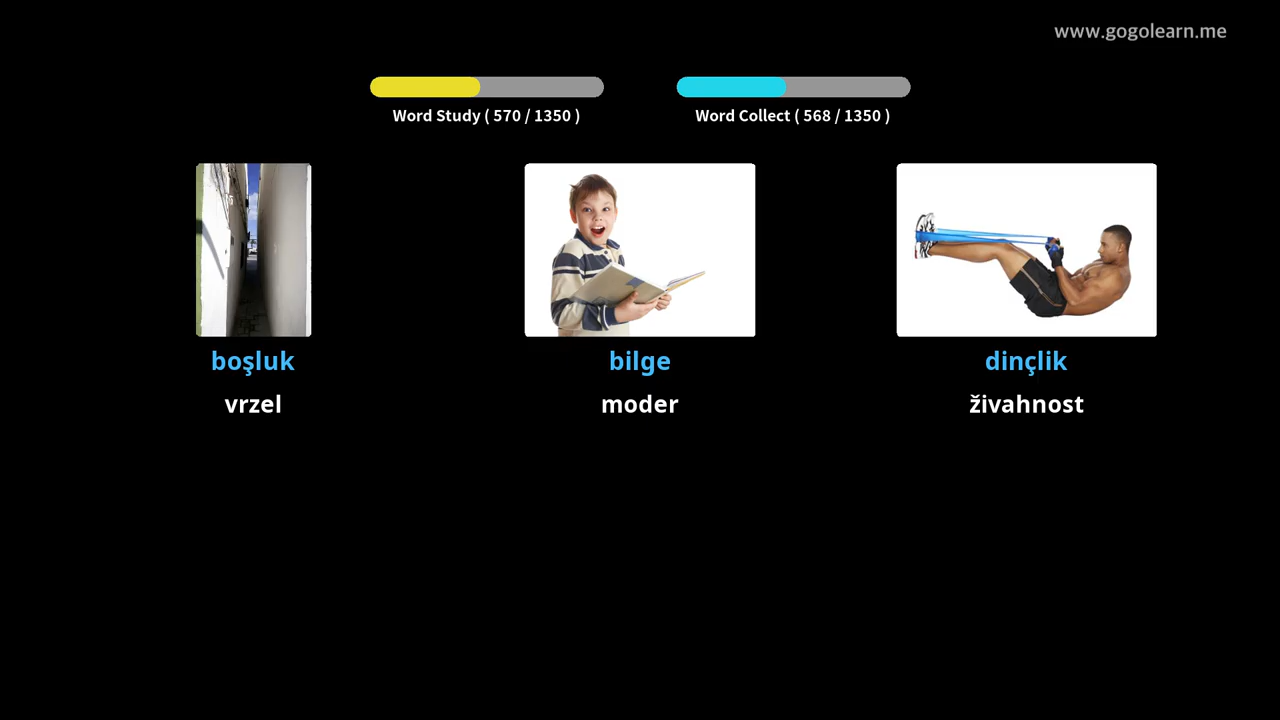 www.gogolearn.me
Word Study ( 570 / 1350 )
Word Collect ( 568 / 1350 )
boşluk
bilge
dinçlik
vrzel
moder
živahnost